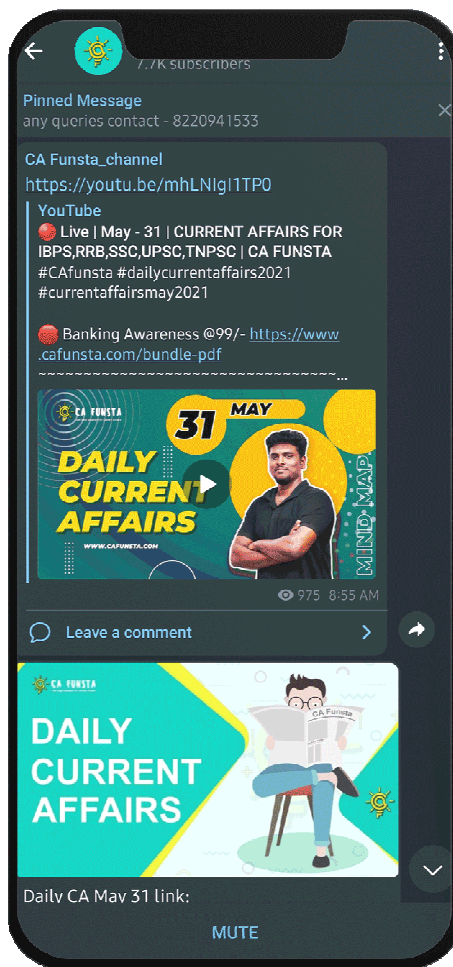 7.7K subscribers
Pinned Message
any queries contact - 8220941533
CA Funsta_channel
https://youtu.be/mhLNIgI1TP0
YouTube
🔴 Live | May - 31 | CURRENT AFFAIRS FOR
IBPS,RRB,SSC,UPSC,TNPSC | CA FUNSTA
#CAfunsta #dailycurrentaffairs2021
#currentaffairsmay2021
🛑 Banking Awareness @99/- https://www
.cafunsta.com/bundle-pdf
~~~~~~~~~~~~~~~~~~~~~~~~~~~~~~~~~...
CA FUNSTA
31 MAY
DAILY
CURRENT
AFFAIRS
WWW.CAFUNSTA.COM
MIND MAP
975 8:55 AM
Leave a comment
CA FUNSTA
CA Funsta
DAILY
CURRENT
AFFAIRS
Daily CA May 31 link:
MUTE